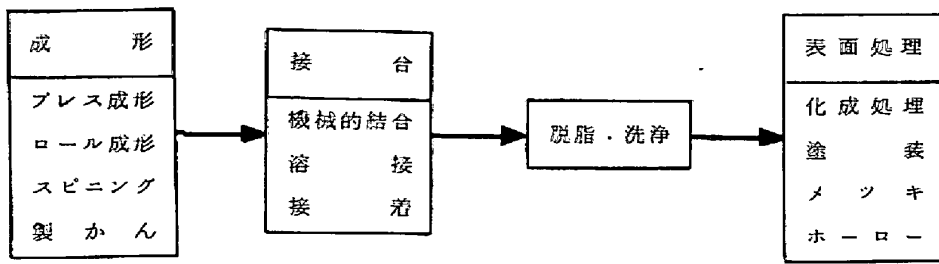 成形
プレス成形
ロール成形
スピニング
製かん
接合
機械的結合
溶接
接着
脱脂・洗浄
表面処理
化成処理
塗装
メツキ
ホーロー